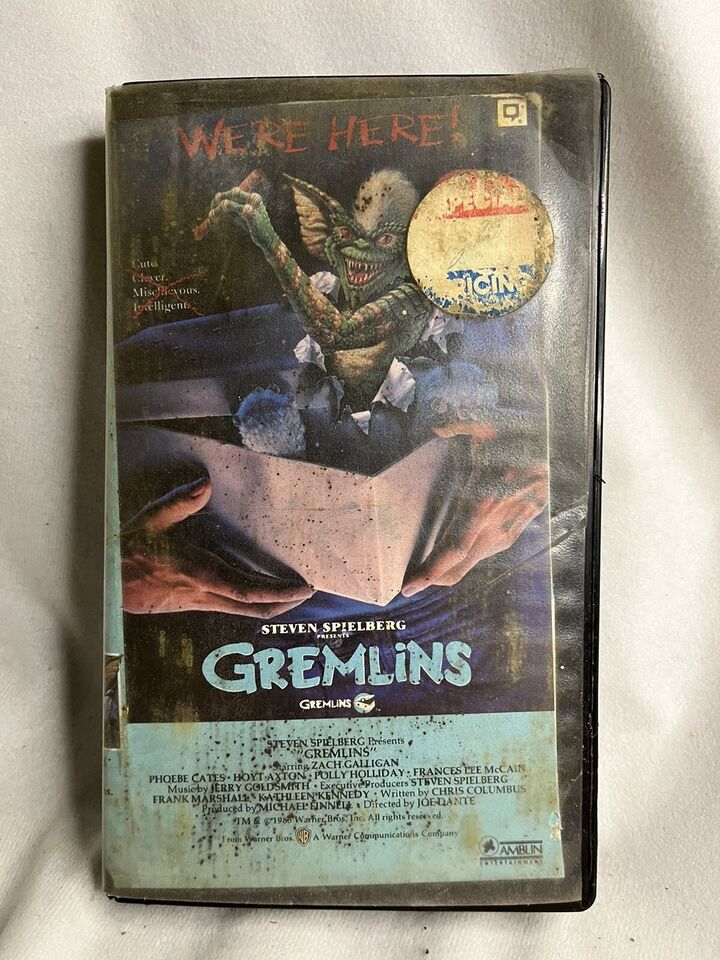 WE'RE HERE!
SPECIAL
RICING
Cute.
Clever.
Mischievous.
Intelligent.
STEVEN SPIELBERG
PRESENTS
GREMLiNS
GREMLiNS
STEVEN SPIELBERG Presents
"GREMLINS"
Starring ZACH GALLIGAN
PHOEBE CATES · HOYT AXTON · POLLY HOLLIDAY · FRANCES LEE McCAIN
Music by JERRY GOLDSMITH · Executive Producers STEVEN SPIELBERG
FRANK MARSHALL · KATHLEEN KENNEDY · Written by CHRIS COLUMBUS
Produced by MICHAEL FINNELL · Directed by JOE DANTE
TM & © 1986 Warner Bros. Inc. All rights reserved.
From Warner Bros. WB A Warner Communications Company
AMBLIN
ENTERTAINMENT